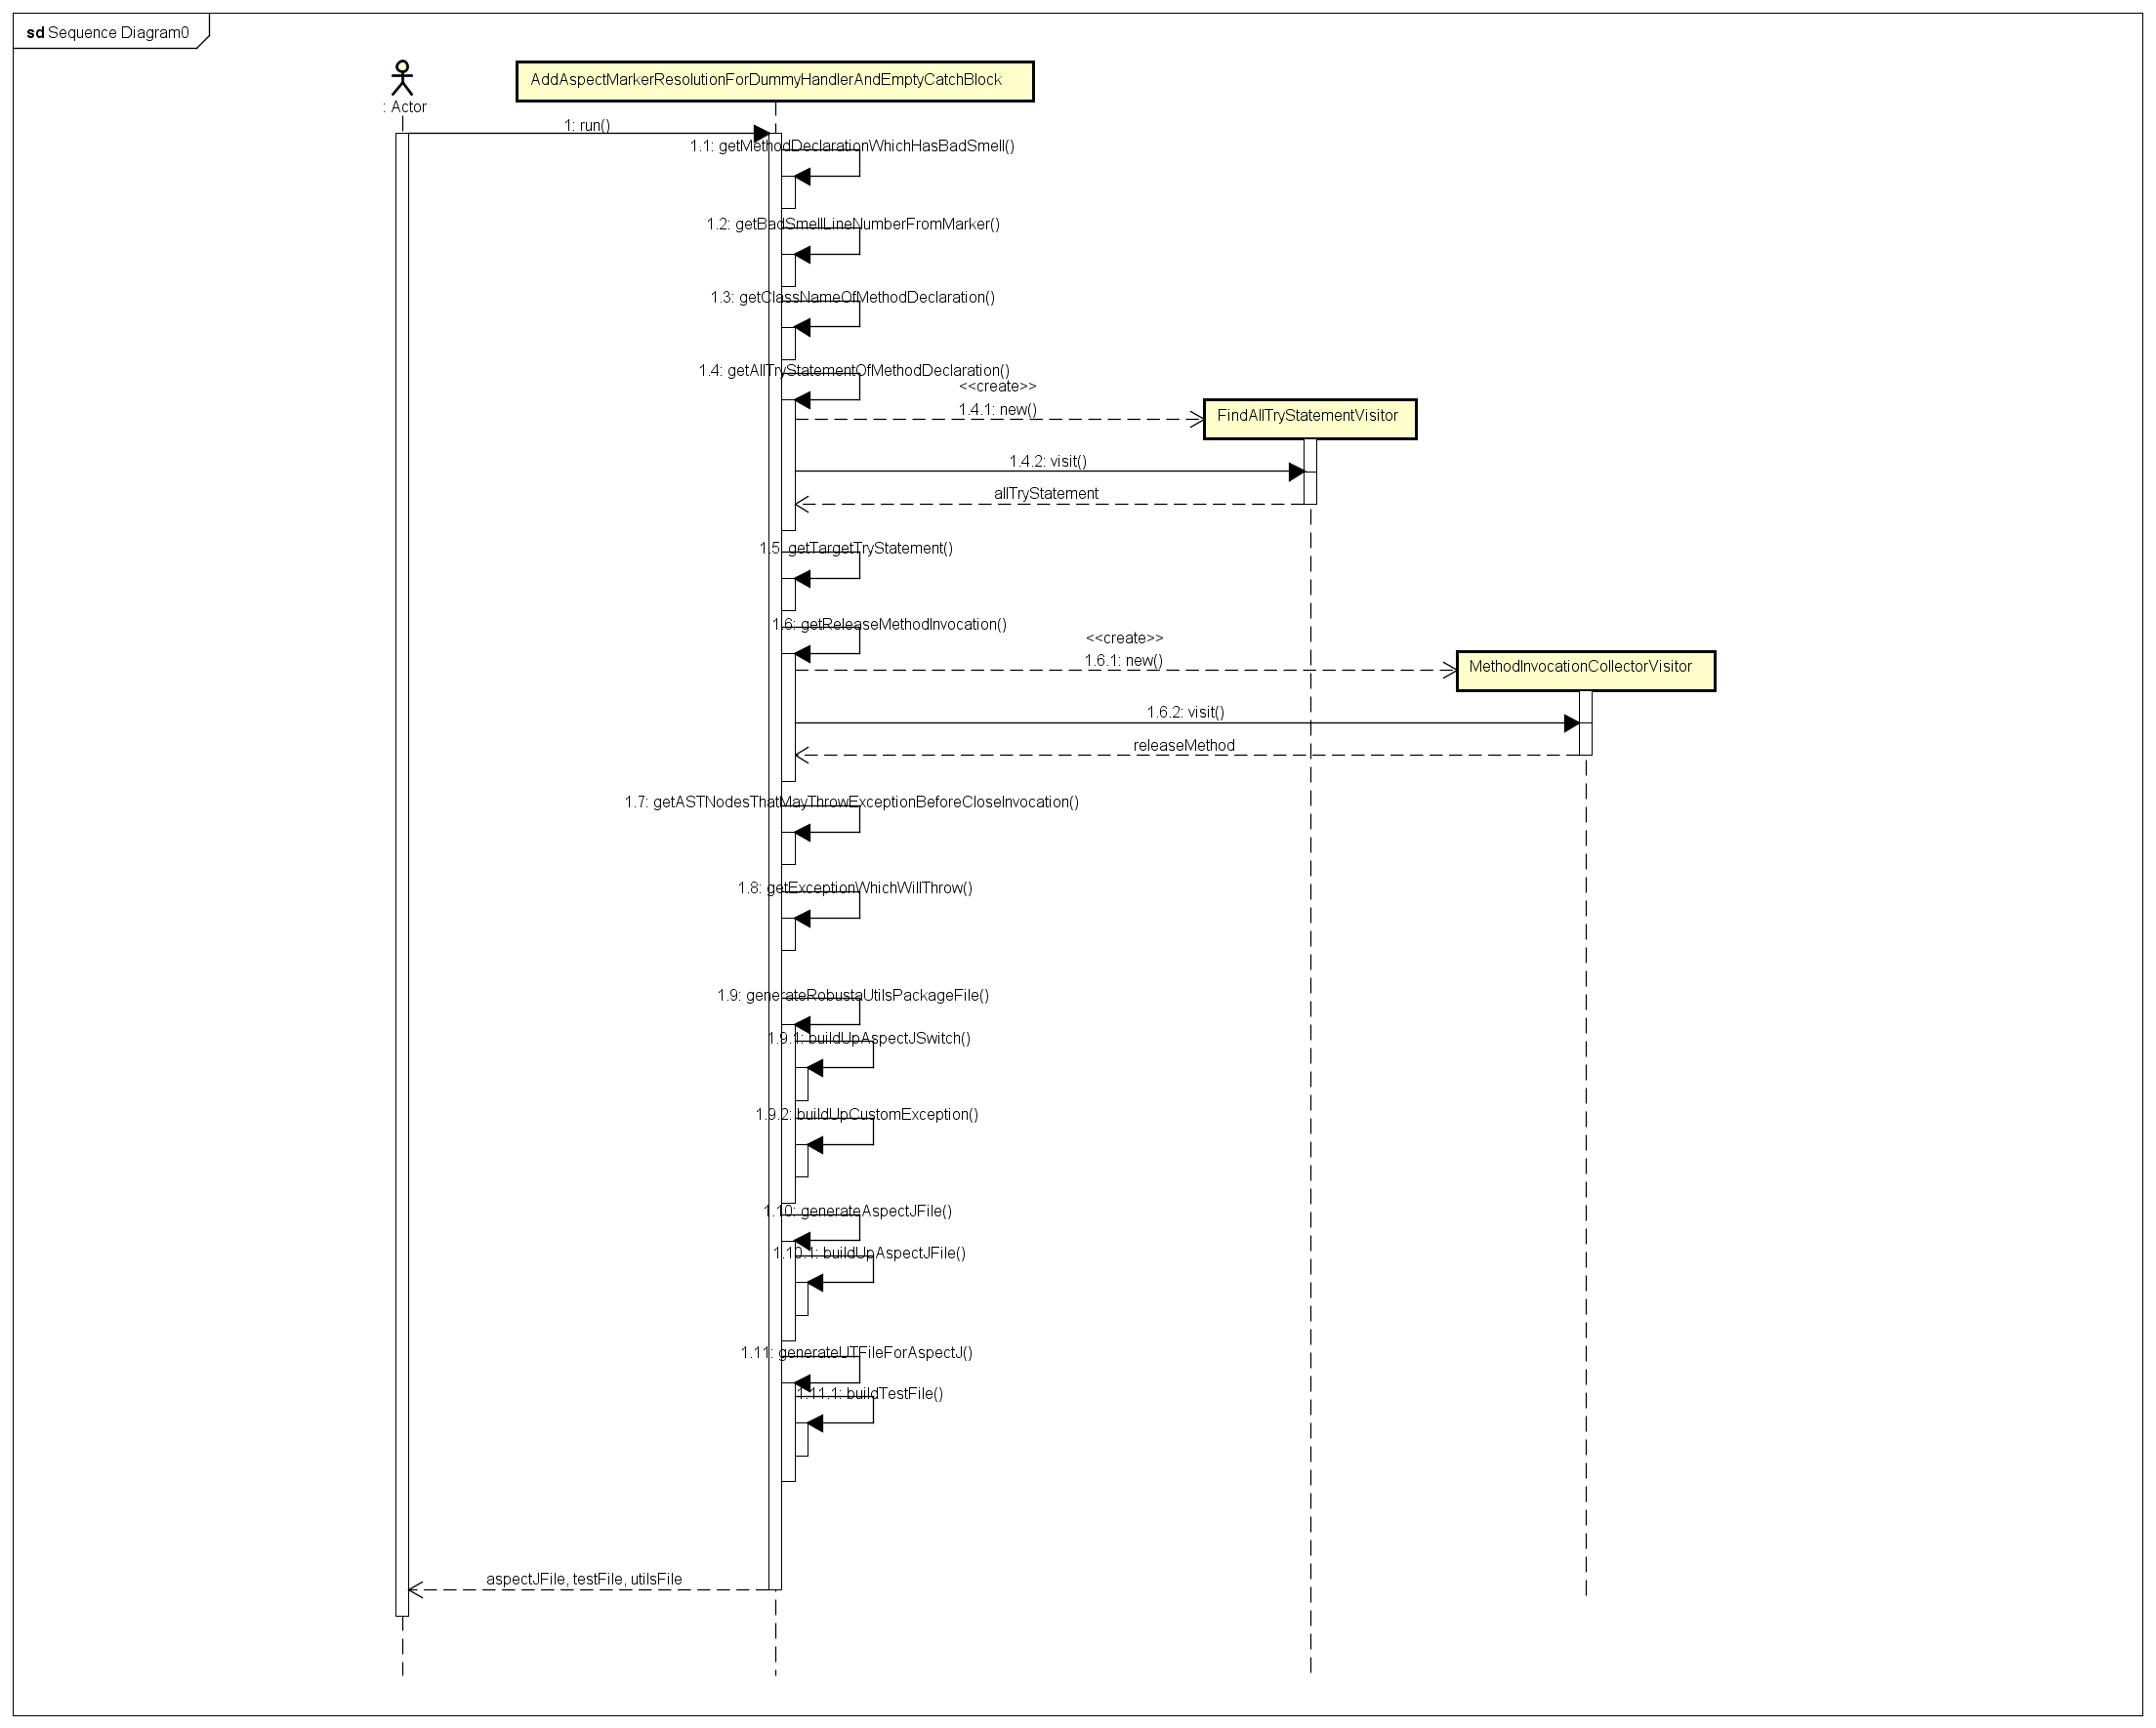 sd Sequence Diagram0
: Actor
AddAspectMarkerResolutionForDummyHandlerAndEmptyCatchBlock
1: run()
1.1: getMethodDeclarationWhichHasBadSmell()
1.2: getBadSmellLineNumberFromMarker()
1.3: getClassNameOfMethodDeclaration()
1.4: getAllTryStatementOfMethodDeclaration()
<<create>>
1.4.1: new()
FindAllTryStatementVisitor
1.4.2: visit()
allTryStatement
1.5: getTargetTryStatement()
1.6: getReleaseMethodInvocation()
<<create>>
1.6.1: new()
MethodInvocationCollectorVisitor
1.6.2: visit()
releaseMethod
1.7: getASTNodesThatMayThrowExceptionBeforeCloseInvocation()
1.8: getExceptionWhichWillThrow()
1.9: generateRobustaUtilsPackageFile()
1.9.1: buildUpAspectJSwitch()
1.9.2: buildUpCustomException()
1.10: generateAspectJFile()
1.10.1: buildUpAspectJFile()
1.11: generateUTFileForAspectJ()
1.11.1: buildTestFile()
aspectJFile, testFile, utilsFile